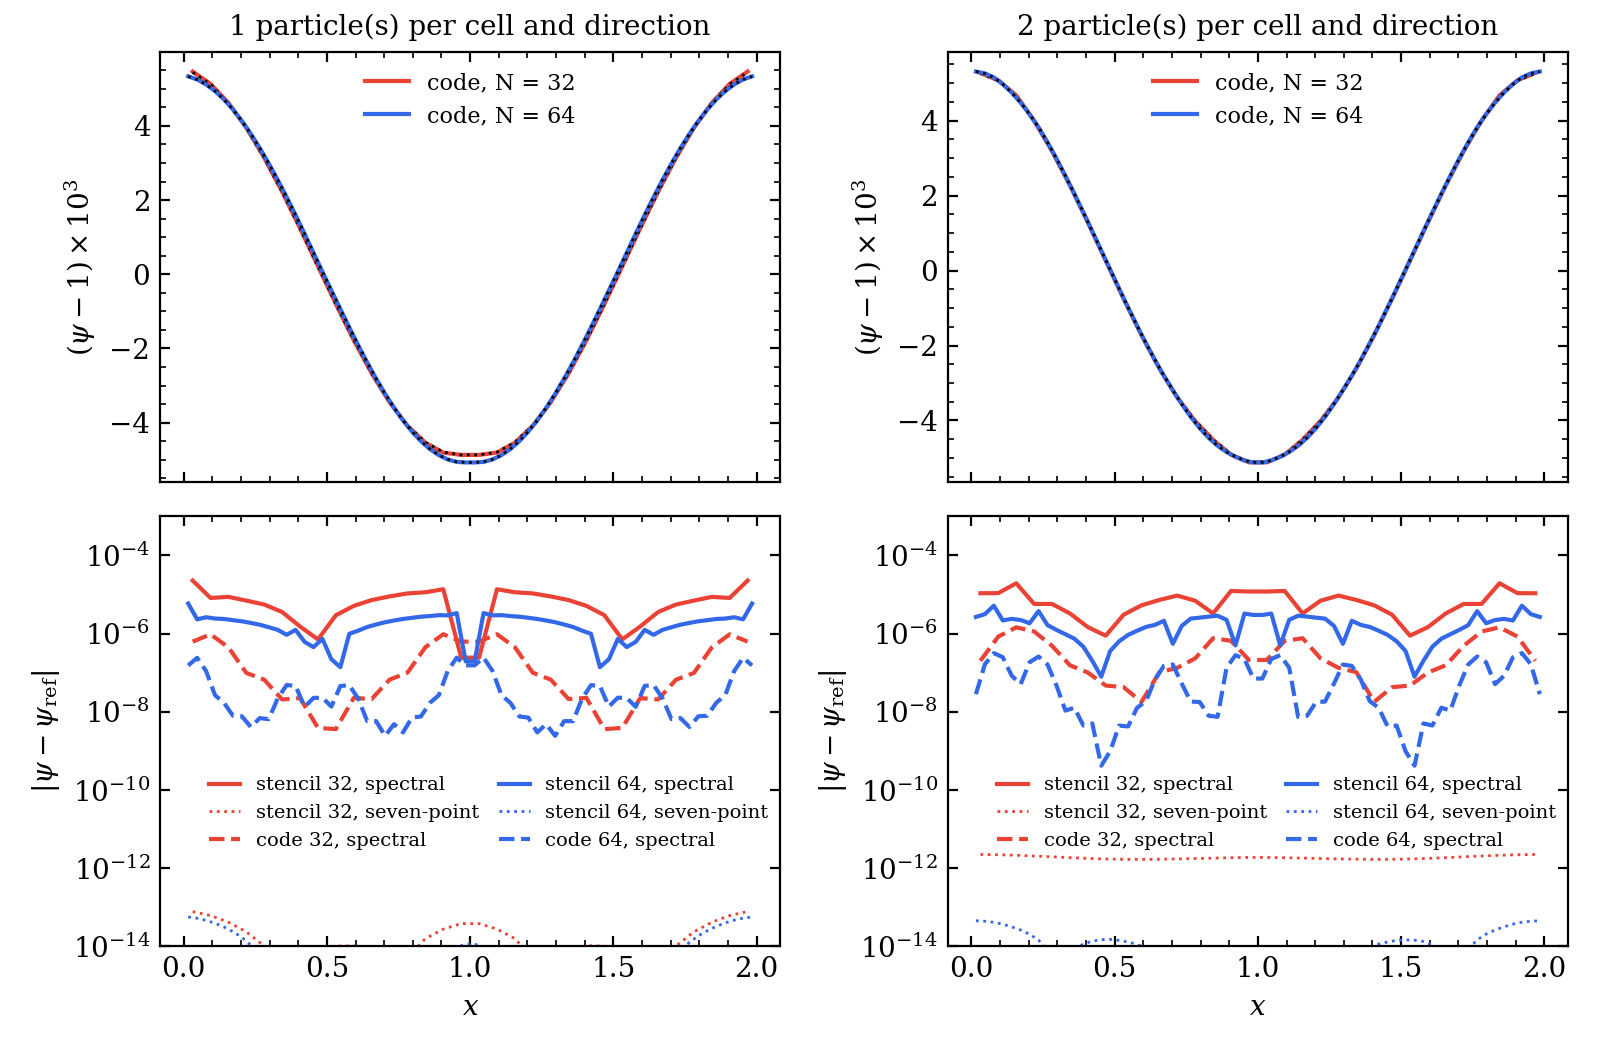 1 particle(s) per cell and direction
2 particle(s) per cell and direction
code, N = 32
code, N = 64
(ψ − 1) × 10³
4
2
0
−2
−4
code, N = 32
code, N = 64
(ψ − 1) × 10³
4
2
0
−2
−4
|ψ − ψ_ref|
10⁻⁴
10⁻⁶
10⁻⁸
10⁻¹⁰
10⁻¹²
10⁻¹⁴
stencil 32, spectral
stencil 32, seven-point
code 32, spectral
stencil 64, spectral
stencil 64, seven-point
code 64, spectral
0.0 0.5 1.0 1.5 2.0
x
|ψ − ψ_ref|
10⁻⁴
10⁻⁶
10⁻⁸
10⁻¹⁰
10⁻¹²
10⁻¹⁴
stencil 32, spectral
stencil 32, seven-point
code 32, spectral
stencil 64, spectral
stencil 64, seven-point
code 64, spectral
0.0 0.5 1.0 1.5 2.0
x